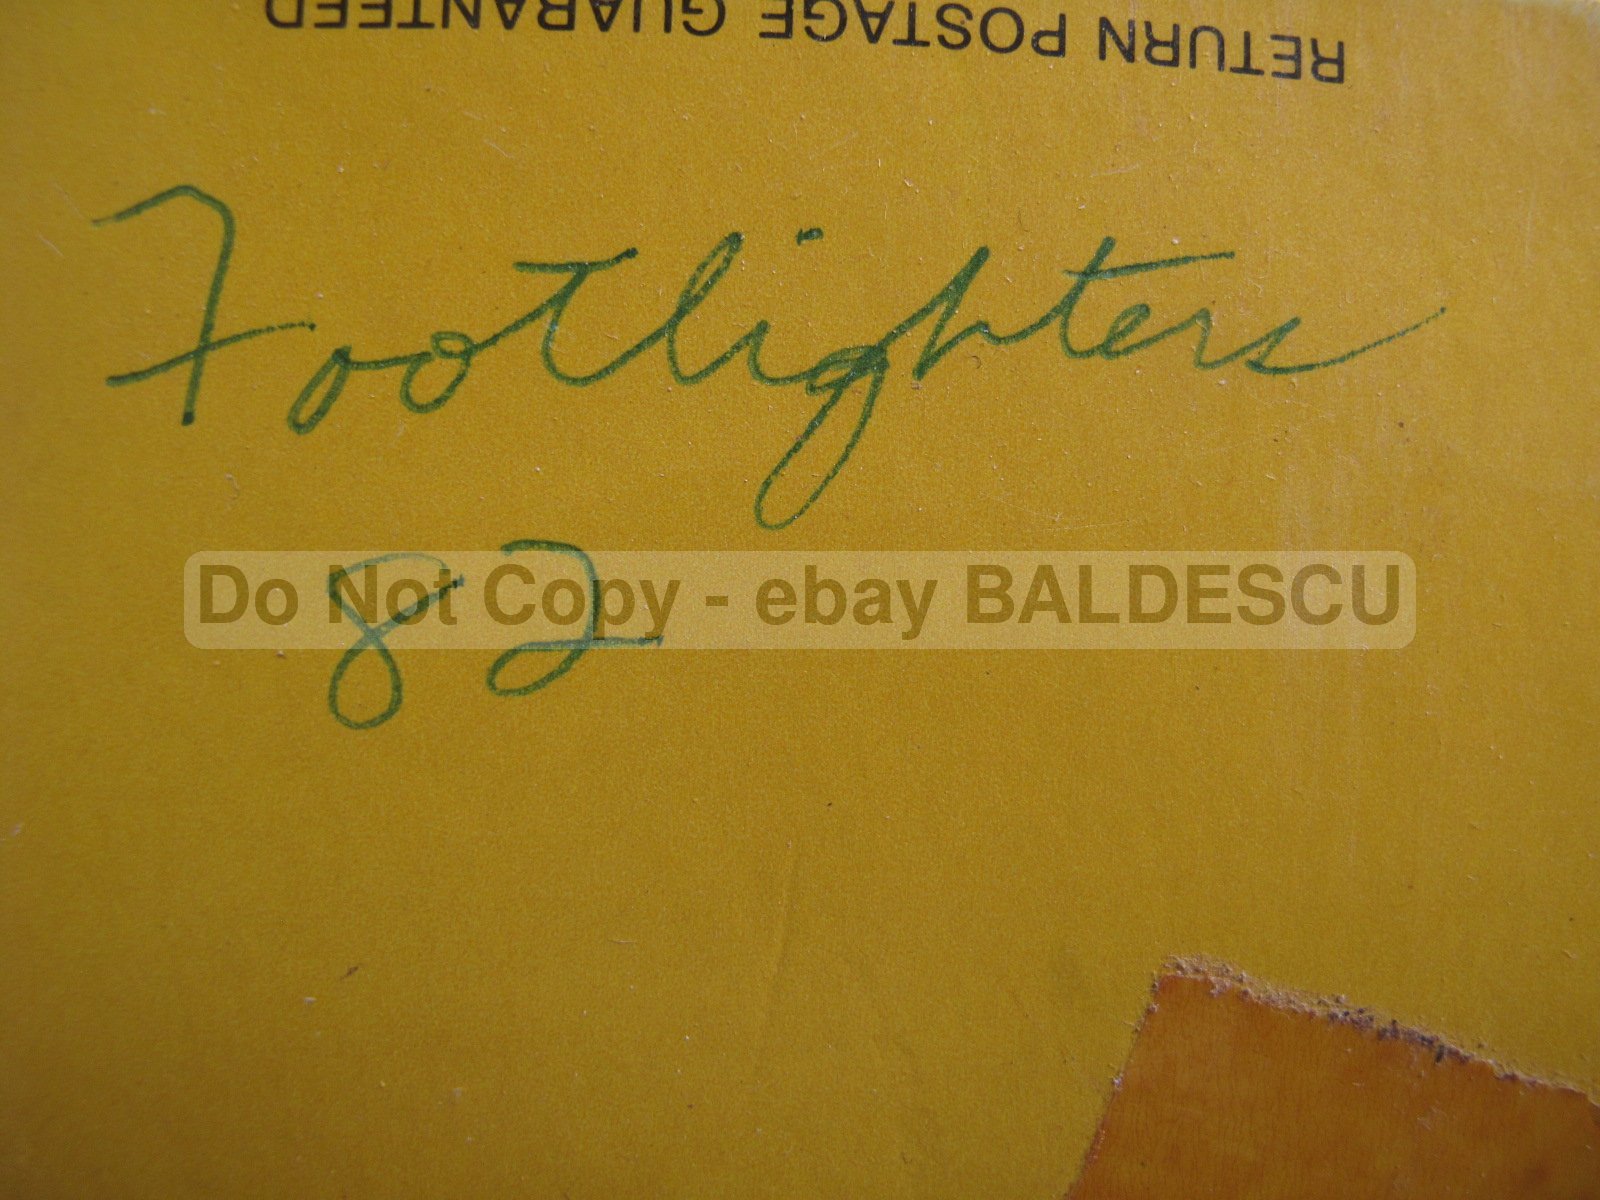 RETURN POSTAGE GUARANTEED
Footlighters
82
Do Not Copy - ebay BALDESCU